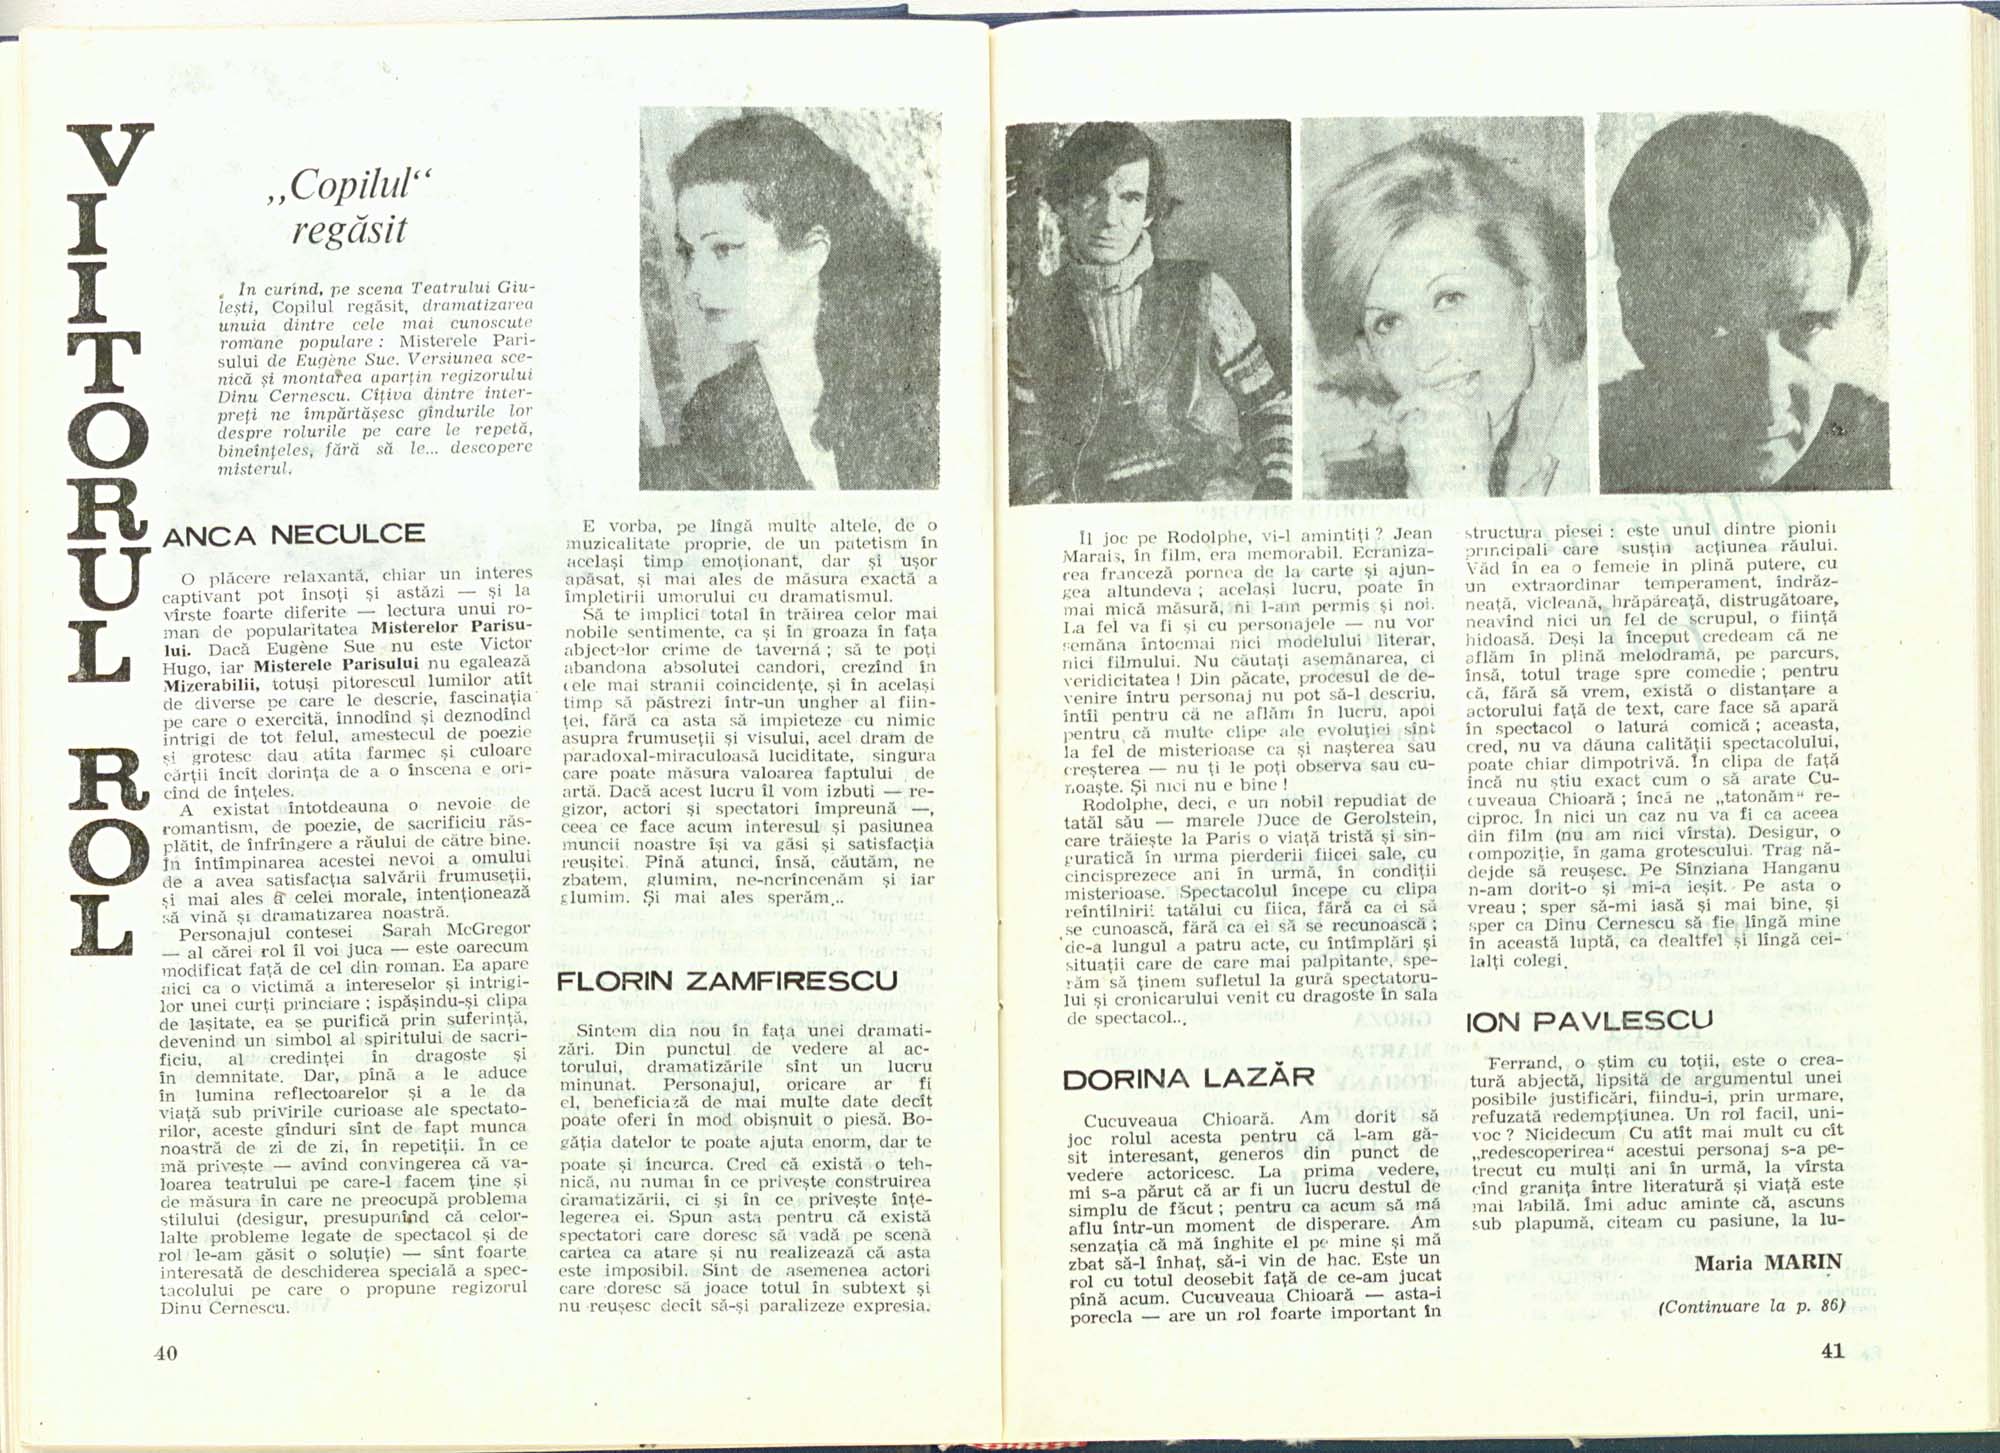 VIITORUL ROL
„Copilul“
regăsit
În curînd, pe scena Teatrului Giu-
lești, Copilul regăsit, dramatizarea
unuia dintre cele mai cunoscute
romane populare : Misterele Pari-
sului de Eugène Sue. Versiunea sce-
nică și montarea aparțin regizorului
Dinu Cernescu. Cîțiva dintre inter-
preți ne împărtășesc gîndurile lor
despre rolurile pe care le repetă,
bineînțeles, fără să le... descopere
misterul.
ANCA NECULCE
O plăcere relaxantă, chiar un interes
captivant pot însoți și astăzi — și la
vîrste foarte diferite — lectura unui ro-
man de popularitatea Misterelor Parisu-
lui. Dacă Eugène Sue nu este Victor
Hugo, iar Misterele Parisului nu egalează
Mizerabilii, totuși pitorescul lumilor atît
de diverse pe care le descrie, fascinația
pe care o exercită, înnodînd și deznodînd
intrigi de tot felul, amestecul de poezie
și grotesc dau atîta farmec și culoare
cărții încît dorința de a o înscena e ori-
cînd de înțeles.
A existat întotdeauna o nevoie de
romantism, de poezie, de sacrificiu răs-
plătit, de înfrîngere a răului de către bine.
În întîmpinarea acestei nevoi a omului
de a avea satisfacția salvării frumuseții,
și mai ales a celei morale, intenționează
să vină și dramatizarea noastră.
Personajul contesei Sarah McGregor
— al cărei rol îl voi juca — este oarecum
modificat față de cel din roman. Ea apare
aici ca o victimă a intereselor și intrigi-
lor unei curți princiare ; ispășindu-și clipa
de lașitate, ea se purifică prin suferință,
devenind un simbol al spiritului de sacri-
ficiu, al credinței în dragoste și
în demnitate. Dar, pînă a le aduce
în lumina reflectoarelor și a le da
viață sub privirile curioase ale spectato-
rilor, aceste gînduri sînt de fapt munca
noastră de zi de zi, în repetiții. În ce
mă privește — avînd convingerea că va-
loarea teatrului pe care-l facem ține și
de măsura în care ne preocupă problema
stilului (desigur, presupunînd că celor-
lalte probleme legate de spectacol și de
rol le-am găsit o soluție) — sînt foarte
interesată de deschiderea specială a spec-
tacolului pe care o propune regizorul
Dinu Cernescu.
E vorba, pe lîngă multe altele, de o
muzicalitate proprie, de un patetism în
același timp emoționant, dar și ușor
apăsat, și mai ales de măsura exactă a
împletirii umorului cu dramatismul.
Să te implici total în trăirea celor mai
nobile sentimente, ca și în groaza în fața
abjectelor crime de tavernă ; să te poți
abandona absolutei candori, crezînd în
cele mai stranii coincidențe, și în același
timp să păstrezi într-un ungher al fiin-
ței, fără ca asta să impieteze cu nimic
asupra frumuseții și visului, acel dram de
paradoxal-miraculoasă luciditate, singura
care poate măsura valoarea faptului de
artă. Dacă acest lucru îl vom izbuti — re-
gizor, actori și spectatori împreună —,
ceea ce face acum interesul și pasiunea
muncii noastre își va găsi și satisfacția
reușitei. Pînă atunci, însă, căutăm, ne
zbatem, glumim, ne-ncrîncenăm și iar
glumim. Și mai ales sperăm...
FLORIN ZAMFIRESCU
Sîntem din nou în fața unei dramati-
zări. Din punctul de vedere al ac-
torului, dramatizările sînt un lucru
minunat. Personajul, oricare ar fi
el, beneficiază de mai multe date decît
poate oferi în mod obișnuit o piesă. Bo-
găția datelor te poate ajuta enorm, dar te
poate și încurca. Cred că există o teh-
nică, nu numai în ce privește construirea
dramatizării, ci și în ce privește înțe-
legerea ei. Spun asta pentru că există
spectatori care doresc să vadă pe scenă
cartea ca atare și nu realizează că asta
este imposibil. Sînt de asemenea actori
care doresc să joace totul în subtext și
nu reușesc decît să-și paralizeze expresia.
40
Îl joc pe Rodolphe, vi-l amintiți ? Jean
Marais, în film, era memorabil. Ecraniza-
rea franceză pornea de la carte și ajun-
gea altundeva ; același lucru, poate în
mai mică măsură, ni l-am permis și noi.
La fel va fi și cu personajele — nu vor
semăna întocmai nici modelului literar,
nici filmului. Nu căutați asemănarea, ci
veridicitatea ! Din păcate, procesul de de-
venire întru personaj nu pot să-l descriu,
întîi pentru că ne aflăm în lucru, apoi
pentru că multe clipe ale evoluției sînt
la fel de misterioase ca și nașterea sau
creșterea — nu ți le poți observa sau cu-
noaște. Și nici nu e bine !
Rodolphe, deci, e un nobil repudiat de
tatăl său — marele Duce de Gerolstein,
care trăiește la Paris o viață tristă și sin-
guratică în urma pierderii fiicei sale, cu
cincisprezece ani în urmă, în condiții
misterioase. Spectacolul începe cu clipa
reîntîlnirii tatălui cu fiica, fără ca ei să
se cunoască, fără ca ei să se recunoască ;
de-a lungul a patru acte, cu întîmplări și
situații care de care mai palpitante, spe-
răm să ținem sufletul la gură spectatoru-
lui și cronicarului venit cu dragoste în sala
de spectacol...
DORINA LAZĂR
Cucuveaua Chioară. Am dorit să
joc rolul acesta pentru că l-am gă-
sit interesant, generos din punct de
vedere actoricesc. La prima vedere,
mi s-a părut că ar fi un lucru destul de
simplu de făcut ; pentru ca acum să mă
aflu într-un moment de disperare. Am
senzația că mă înghite el pe mine și mă
zbat să-l înhaț, să-i vin de hac. Este un
rol cu totul deosebit față de ce-am jucat
pînă acum. Cucuveaua Chioară — asta-i
porecla — are un rol foarte important în
structura piesei : este unul dintre pionii
principali care susțin acțiunea răului.
Văd în ea o femeie în plină putere, cu
un extraordinar temperament, îndrăz-
neață, vicleană, hrăpăreață, distrugătoare,
neavînd nici un fel de scrupul, o ființă
hidoasă. Deși la început credeam că ne
aflăm în plină melodramă, pe parcurs,
însă, totul trage spre comedie ; pentru
că, fără să vrem, există o distanțare a
actorului față de text, care face să apară
în spectacol o latură comică ; aceasta,
cred, nu va dăuna calității spectacolului,
poate chiar dimpotrivă. În clipa de față
încă nu știu exact cum o să arate Cu-
cuveaua Chioară ; încă ne „tatonăm“ re-
ciproc. În nici un caz nu va fi ca aceea
din film (nu am nici vîrsta). Desigur, o
compoziție, în gama grotescului. Trag nă-
dejde să reușesc. Pe Sînziana Hanganu
n-am dorit-o și mi-a ieșit. Pe asta o
vreau ; sper să-mi iasă și mai bine, și
sper ca Dinu Cernescu să fie lîngă mine
în această luptă, ca dealtfel și lîngă cei-
lalți colegi.
ION PAVLESCU
Ferrand, o știm cu toții, este o crea-
tură abjectă, lipsită de argumentul unei
posibile justificări, fiindu-i, prin urmare,
refuzată redempțiunea. Un rol facil, uni-
voc ? Nicidecum Cu atît mai mult cu cît
„redescoperirea“ acestui personaj s-a pe-
trecut cu mulți ani în urmă, la vîrsta
cînd granița între literatură și viață este
mai labilă. Îmi aduc aminte că, ascuns
sub plapumă, citeam cu pasiune, la lu-
Maria MARIN
(Continuare la p. 86)
41